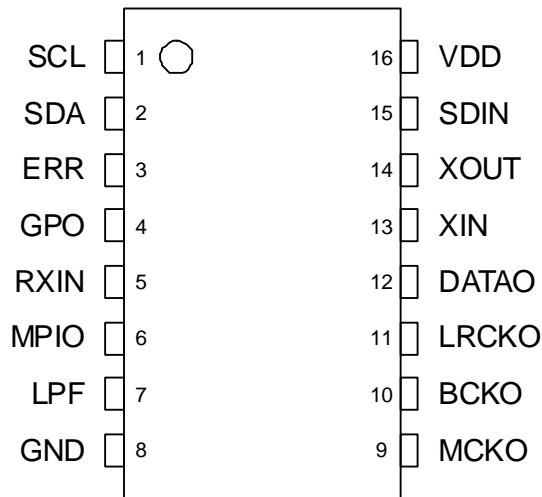 SCL 1 16 VDD
SDA 2 15 SDIN
ERR 3 14 XOUT
GPO 4 13 XIN
RXIN 5 12 DATAO
MPIO 6 11 LRCKO
LPF 7 10 BCKO
GND 8 9 MCKO